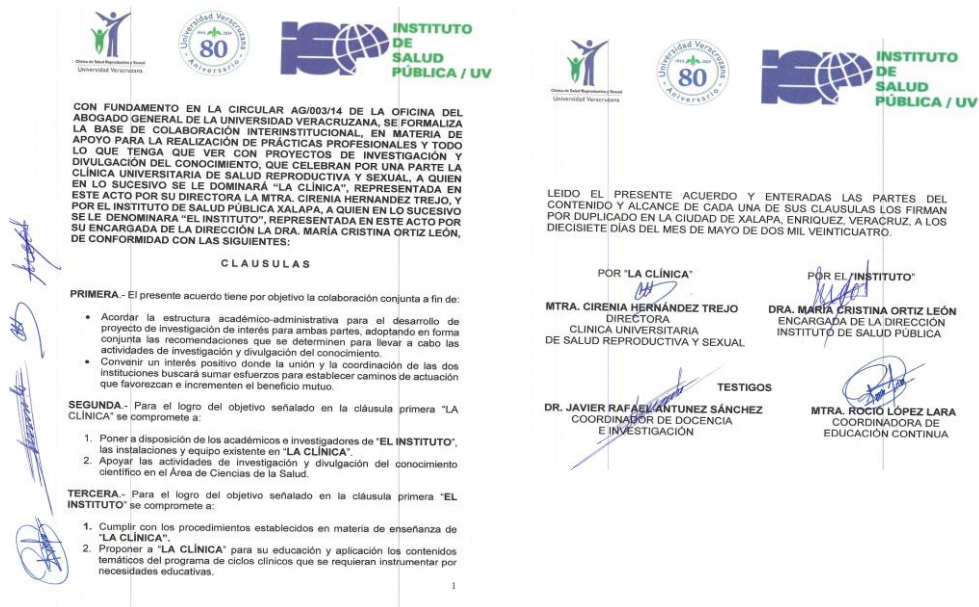 Clínica de Salud Reproductiva y Sexual
Universidad Veracruzana
Universidad Veracruzana
1944 2024
80
Aniversario
ISP
INSTITUTO
DE
SALUD
PÚBLICA / UV
CON FUNDAMENTO EN LA CIRCULAR AG/003/14 DE LA OFICINA DEL
ABOGADO GENERAL DE LA UNIVERSIDAD VERACRUZANA, SE FORMALIZA
LA BASE DE COLABORACIÓN INTERINSTITUCIONAL, EN MATERIA DE
APOYO PARA LA REALIZACIÓN DE PRÁCTICAS PROFESIONALES Y TODO
LO QUE TENGA QUE VER CON PROYECTOS DE INVESTIGACIÓN Y
DIVULGACIÓN DEL CONOCIMIENTO, QUE CELEBRAN POR UNA PARTE LA
CLÍNICA UNIVERSITARIA DE SALUD REPRODUCTIVA Y SEXUAL, A QUIEN
EN LO SUCESIVO SE LE DOMINARÁ "LA CLÍNICA", REPRESENTADA EN
ESTE ACTO POR SU DIRECTORA LA MTRA. CIRENIA HERNANDEZ TREJO, Y
POR EL INSTITUTO DE SALUD PÚBLICA XALAPA, A QUIEN EN LO SUCESIVO
SE LE DENOMINARA "EL INSTITUTO", REPRESENTADA EN ESTE ACTO POR
SU ENCARGADA DE LA DIRECCIÓN LA DRA. MARÍA CRISTINA ORTIZ LEÓN,
DE CONFORMIDAD CON LAS SIGUIENTES:
C L A U S U L A S
PRIMERA.- El presente acuerdo tiene por objetivo la colaboración conjunta a fin de:
• Acordar la estructura académico-administrativa para el desarrollo de
proyecto de investigación de interés para ambas partes, adoptando en forma
conjunta las recomendaciones que se determinen para llevar a cabo las
actividades de investigación y divulgación del conocimiento.
• Convenir un interés positivo donde la unión y la coordinación de las dos
instituciones buscará sumar esfuerzos para establecer caminos de actuación
que favorezcan e incrementen el beneficio mutuo.
SEGUNDA.- Para el logro del objetivo señalado en la cláusula primera "LA
CLÍNICA" se compromete a:
1. Poner a disposición de los académicos e investigadores de "EL INSTITUTO",
las instalaciones y equipo existente en "LA CLÍNICA".
2. Apoyar las actividades de investigación y divulgación del conocimiento
científico en el Área de Ciencias de la Salud.
TERCERA.- Para el logro del objetivo señalado en la cláusula primera "EL
INSTITUTO" se compromete a:
1. Cumplir con los procedimientos establecidos en materia de enseñanza de
"LA CLÍNICA".
2. Proponer a "LA CLÍNICA" para su educación y aplicación los contenidos
temáticos del programa de ciclos clínicos que se requieran instrumentar por
necesidades educativas.
1
Clínica de Salud Reproductiva y Sexual
Universidad Veracruzana
Universidad Veracruzana
1944 2024
80
Aniversario
ISP
INSTITUTO
DE
SALUD
PÚBLICA / UV
LEIDO EL PRESENTE ACUERDO Y ENTERADAS LAS PARTES DEL
CONTENIDO Y ALCANCE DE CADA UNA DE SUS CLAUSULAS LOS FIRMAN
POR DUPLICADO EN LA CIUDAD DE XALAPA, ENRIQUEZ, VERACRUZ, A LOS
DIECISIETE DÍAS DEL MES DE MAYO DE DOS MIL VEINTICUATRO.
POR "LA CLÍNICA"
MTRA. CIRENIA HERNÁNDEZ TREJO
DIRECTORA
CLINICA UNIVERSITARIA
DE SALUD REPRODUCTIVA Y SEXUAL
POR EL "INSTITUTO"
DRA. MARÍA CRISTINA ORTIZ LEÓN
ENCARGADA DE LA DIRECCIÓN
INSTITUTO DE SALUD PÚBLICA
TESTIGOS
DR. JAVIER RAFAEL ANTUNEZ SÁNCHEZ
COORDINADOR DE DOCENCIA
E INVESTIGACIÓN
MTRA. ROCIÓ LÓPEZ LARA
COORDINADORA DE
EDUCACIÓN CONTINUA